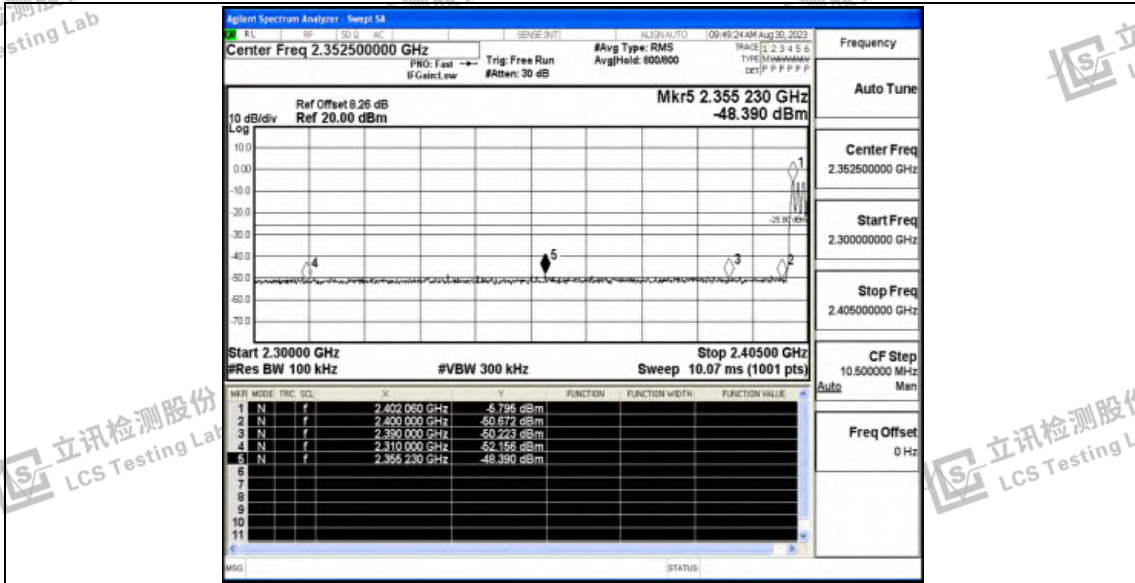 Agilent Spectrum Analyzer - Swept SA
RL RF 50 Ω AC SENSE:INT ALIGN AUTO 09:49:24 AM Aug 30, 2023
Center Freq 2.352500000 GHz
PNO: Fast
IFGain:Low
Trig: Free Run
#Atten: 30 dB
#Avg Type: RMS
Avg|Hold: 800/800
TRACE 1 2 3 4 5 6
TYPE
DET P P P P P P
Mkr5 2.355 230 GHz
-48.390 dBm
Ref Offset 8.26 dB
Ref 20.00 dBm
10 dB/div
Log
10.0
0.00
-10.0
-20.0
-30.0
-40.0
-50.0
-60.0
-70.0
1
-25.80 dBm
4
5
3
2
Start 2.30000 GHz
Stop 2.40500 GHz
#Res BW 100 kHz
#VBW 300 kHz
Sweep 10.07 ms (1001 pts)
MKR MODE TRC SCL X Y FUNCTION FUNCTION WIDTH FUNCTION VALUE
1 N f 2.402 060 GHz -5.795 dBm
2 N f 2.400 000 GHz -50.672 dBm
3 N f 2.390 000 GHz -50.223 dBm
4 N f 2.310 000 GHz -52.156 dBm
5 N f 2.355 230 GHz -48.390 dBm
6
7
8
9
10
11
MSG
STATUS
Frequency
Auto Tune
Center Freq
2.352500000 GHz
Start Freq
2.300000000 GHz
Stop Freq
2.405000000 GHz
CF Step
10.500000 MHz
Auto Man
Freq Offset
0 Hz
立讯检测股份
LCS Testing Lab
立讯检测股份
LCS Testing L
esting Lab